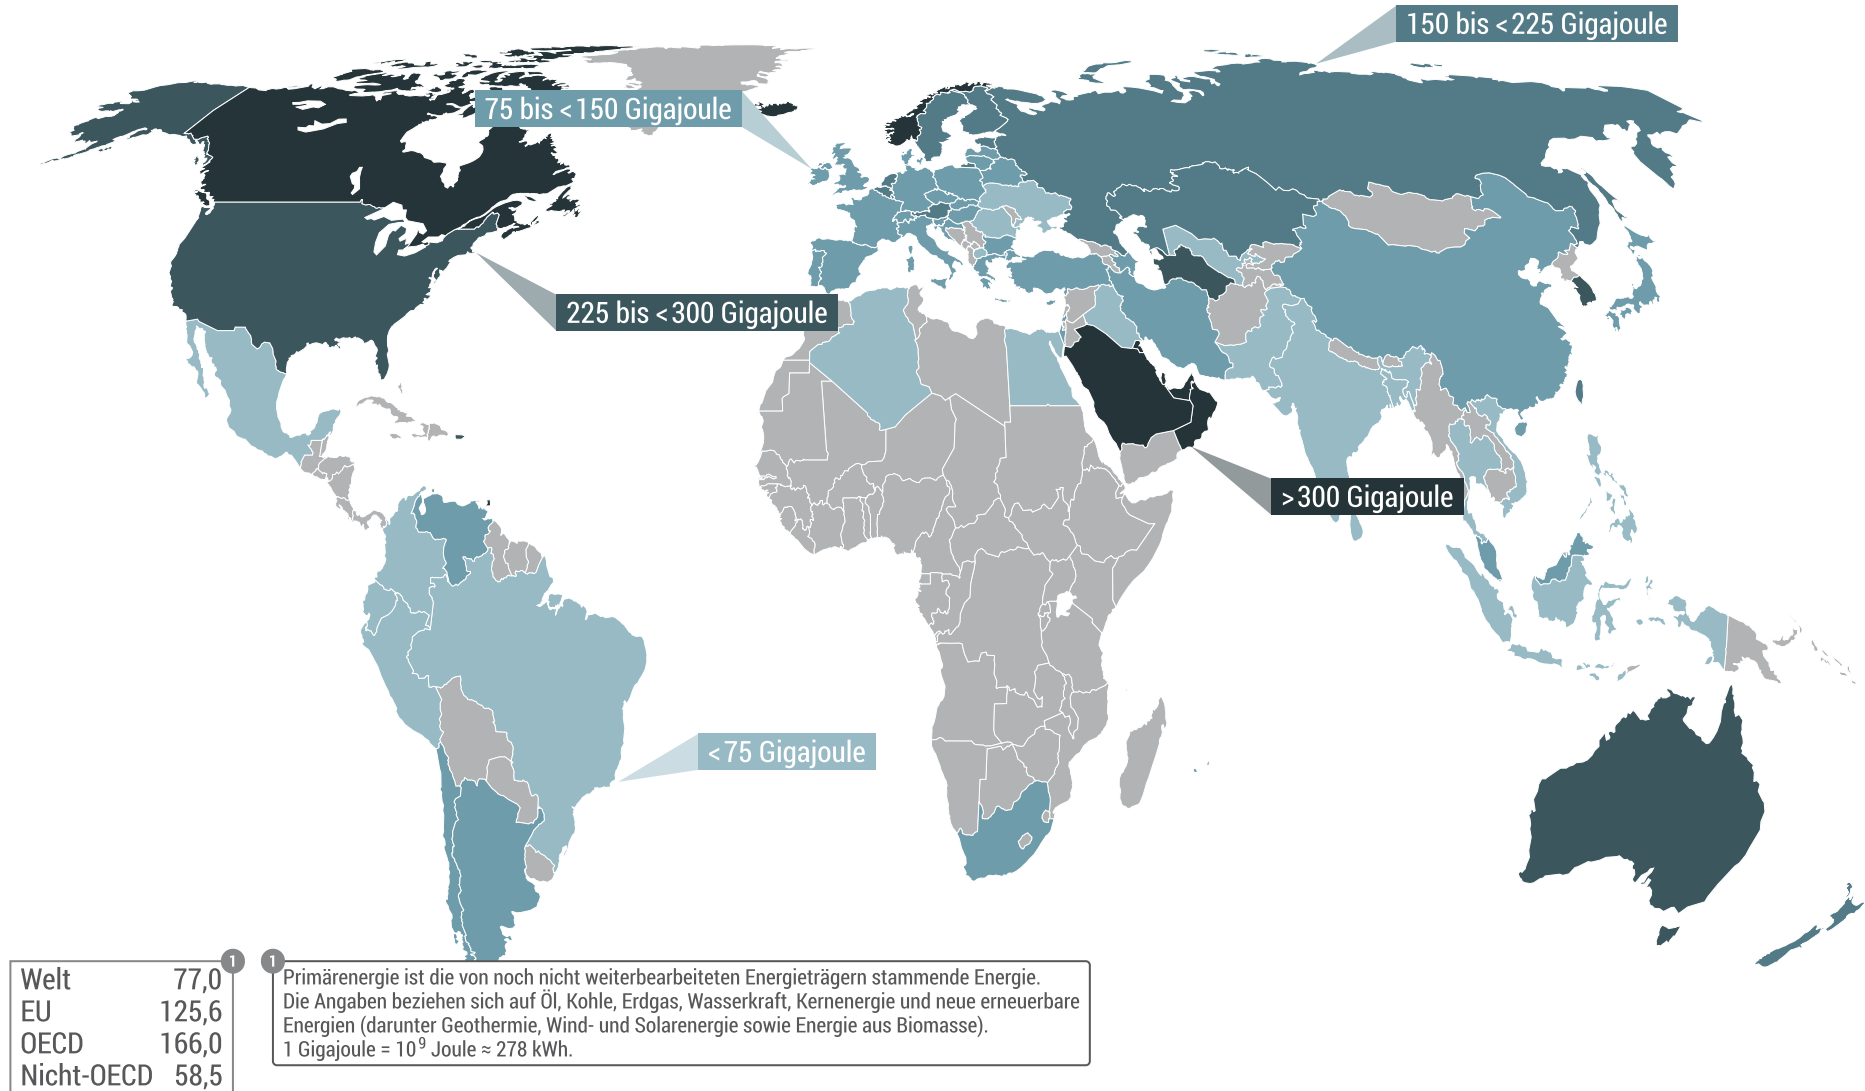 150 bis <225 Gigajoule
75 bis <150 Gigajoule
225 bis <300 Gigajoule
>300 Gigajoule
<75 Gigajoule
1
Welt 77,0
EU 125,6
OECD 166,0
Nicht-OECD 58,5
1
Primärenergie ist die von noch nicht weiterbearbeiteten Energieträgern stammende Energie.
Die Angaben beziehen sich auf Öl, Kohle, Erdgas, Wasserkraft, Kernenergie und neue erneuerbare
Energien (darunter Geothermie, Wind- und Solarenergie sowie Energie aus Biomasse).
1 Gigajoule = 10⁹ Joule ≈ 278 kWh.